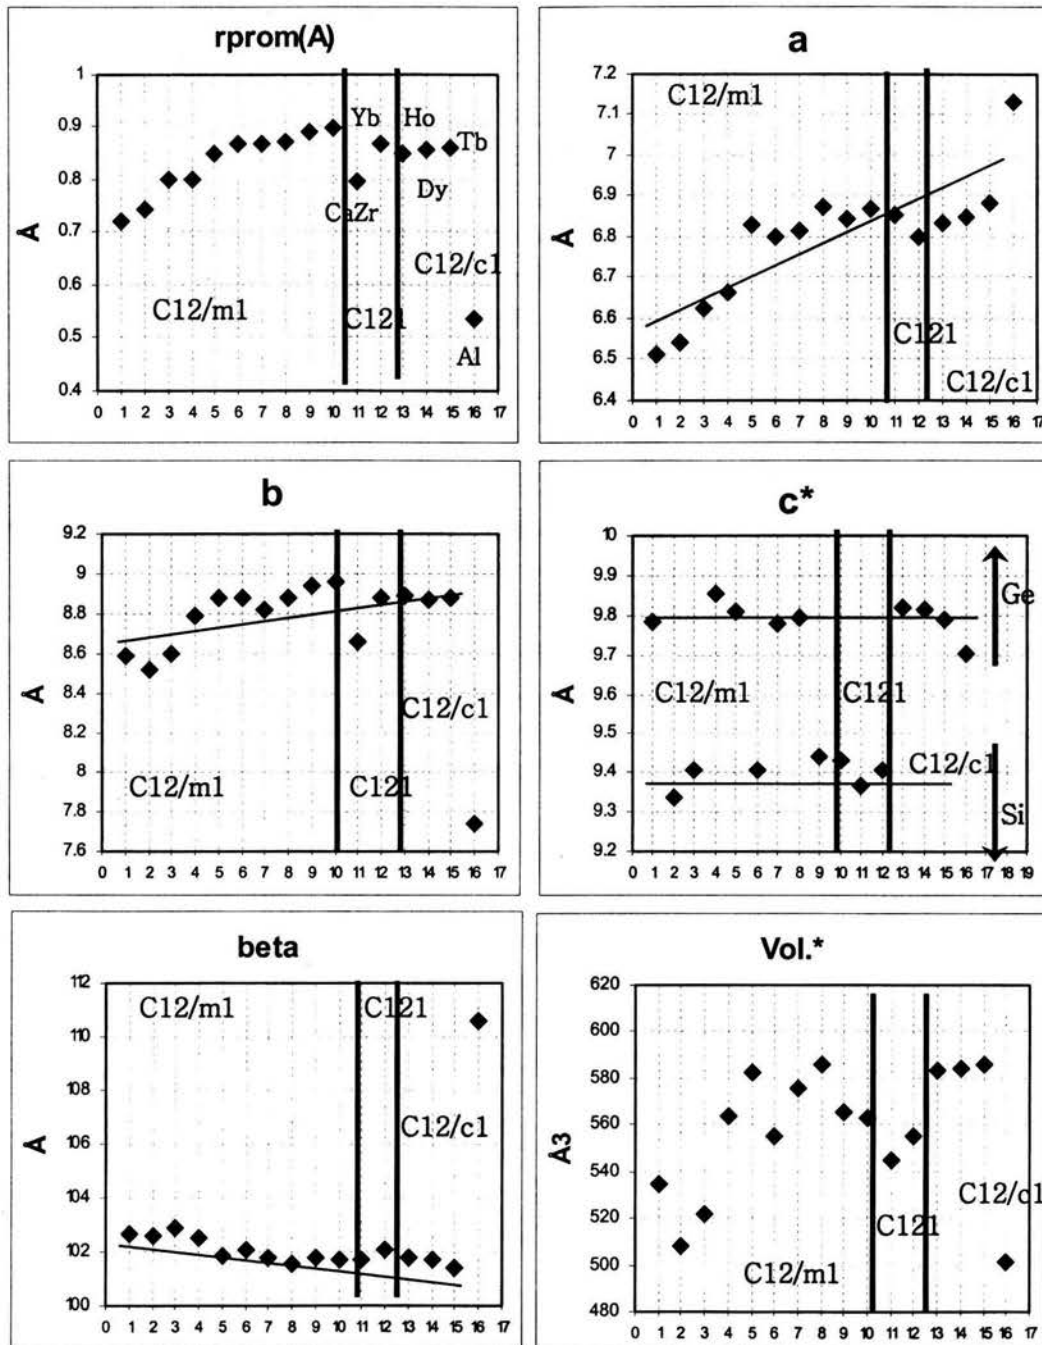 rprom(A)
1
0.9
0.8
0.7
0.6
0.5
0.4
Å
Yb
Ho
Tb
Dy
CaZr
C12/c1
C12/m1
C121
Al
0 1 2 3 4 5 6 7 8 9 10 11 12 13 14 15 16 17
a
7.2
7.1
7
6.9
6.8
6.7
6.6
6.5
6.4
Å
C12/m1
C121
C12/c1
0 1 2 3 4 5 6 7 8 9 10 11 12 13 14 15 16 17
b
9.2
9
8.8
8.6
8.4
8.2
8
7.8
7.6
Å
C12/c1
C12/m1
C121
0 1 2 3 4 5 6 7 8 9 10 11 12 13 14 15 16 17
c*
10
9.9
9.8
9.7
9.6
9.5
9.4
9.3
9.2
Å
Ge
C12/m1
C121
C12/c1
Si
0 1 2 3 4 5 6 7 8 9 10 11 12 13 14 15 16 17 18 19
beta
112
110
108
106
104
102
100
Å
C12/m1
C121
C12/c1
0 1 2 3 4 5 6 7 8 9 10 11 12 13 14 15 16 17
Vol.*
620
600
580
560
540
520
500
480
Å3
C12/c1
C121
C12/m1
0 1 2 3 4 5 6 7 8 9 10 11 12 13 14 15 16 17